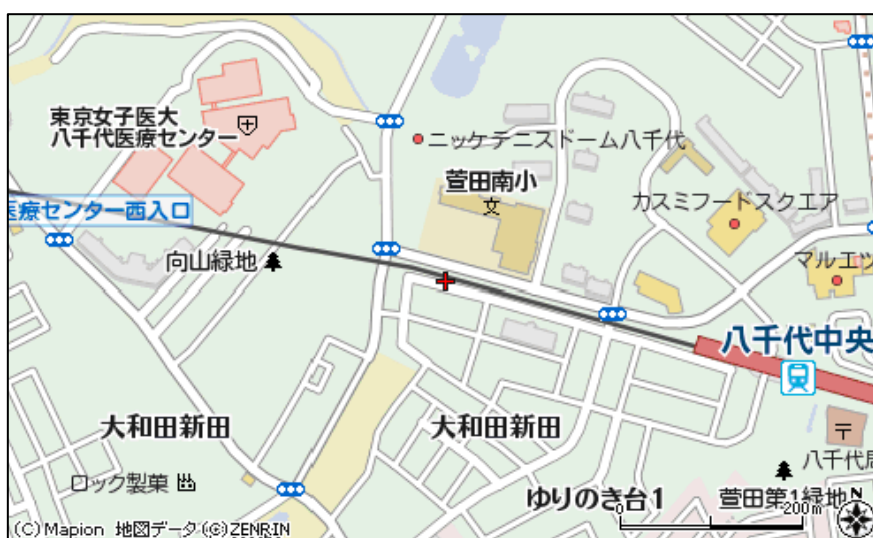 東京女子医大
八千代医療センター
ニッケテニスドーム八千代
萱田南小
文
カスミフードスクエア
医療センター西入口
向山緑地
マルエッ
八千代中央
大和田新田
大和田新田
〒
八千代局
ロック製菓
ゆりのき台1
萱田第1緑地
N
0
200m
(C)Mapion 地図データ(C)ZENRIN